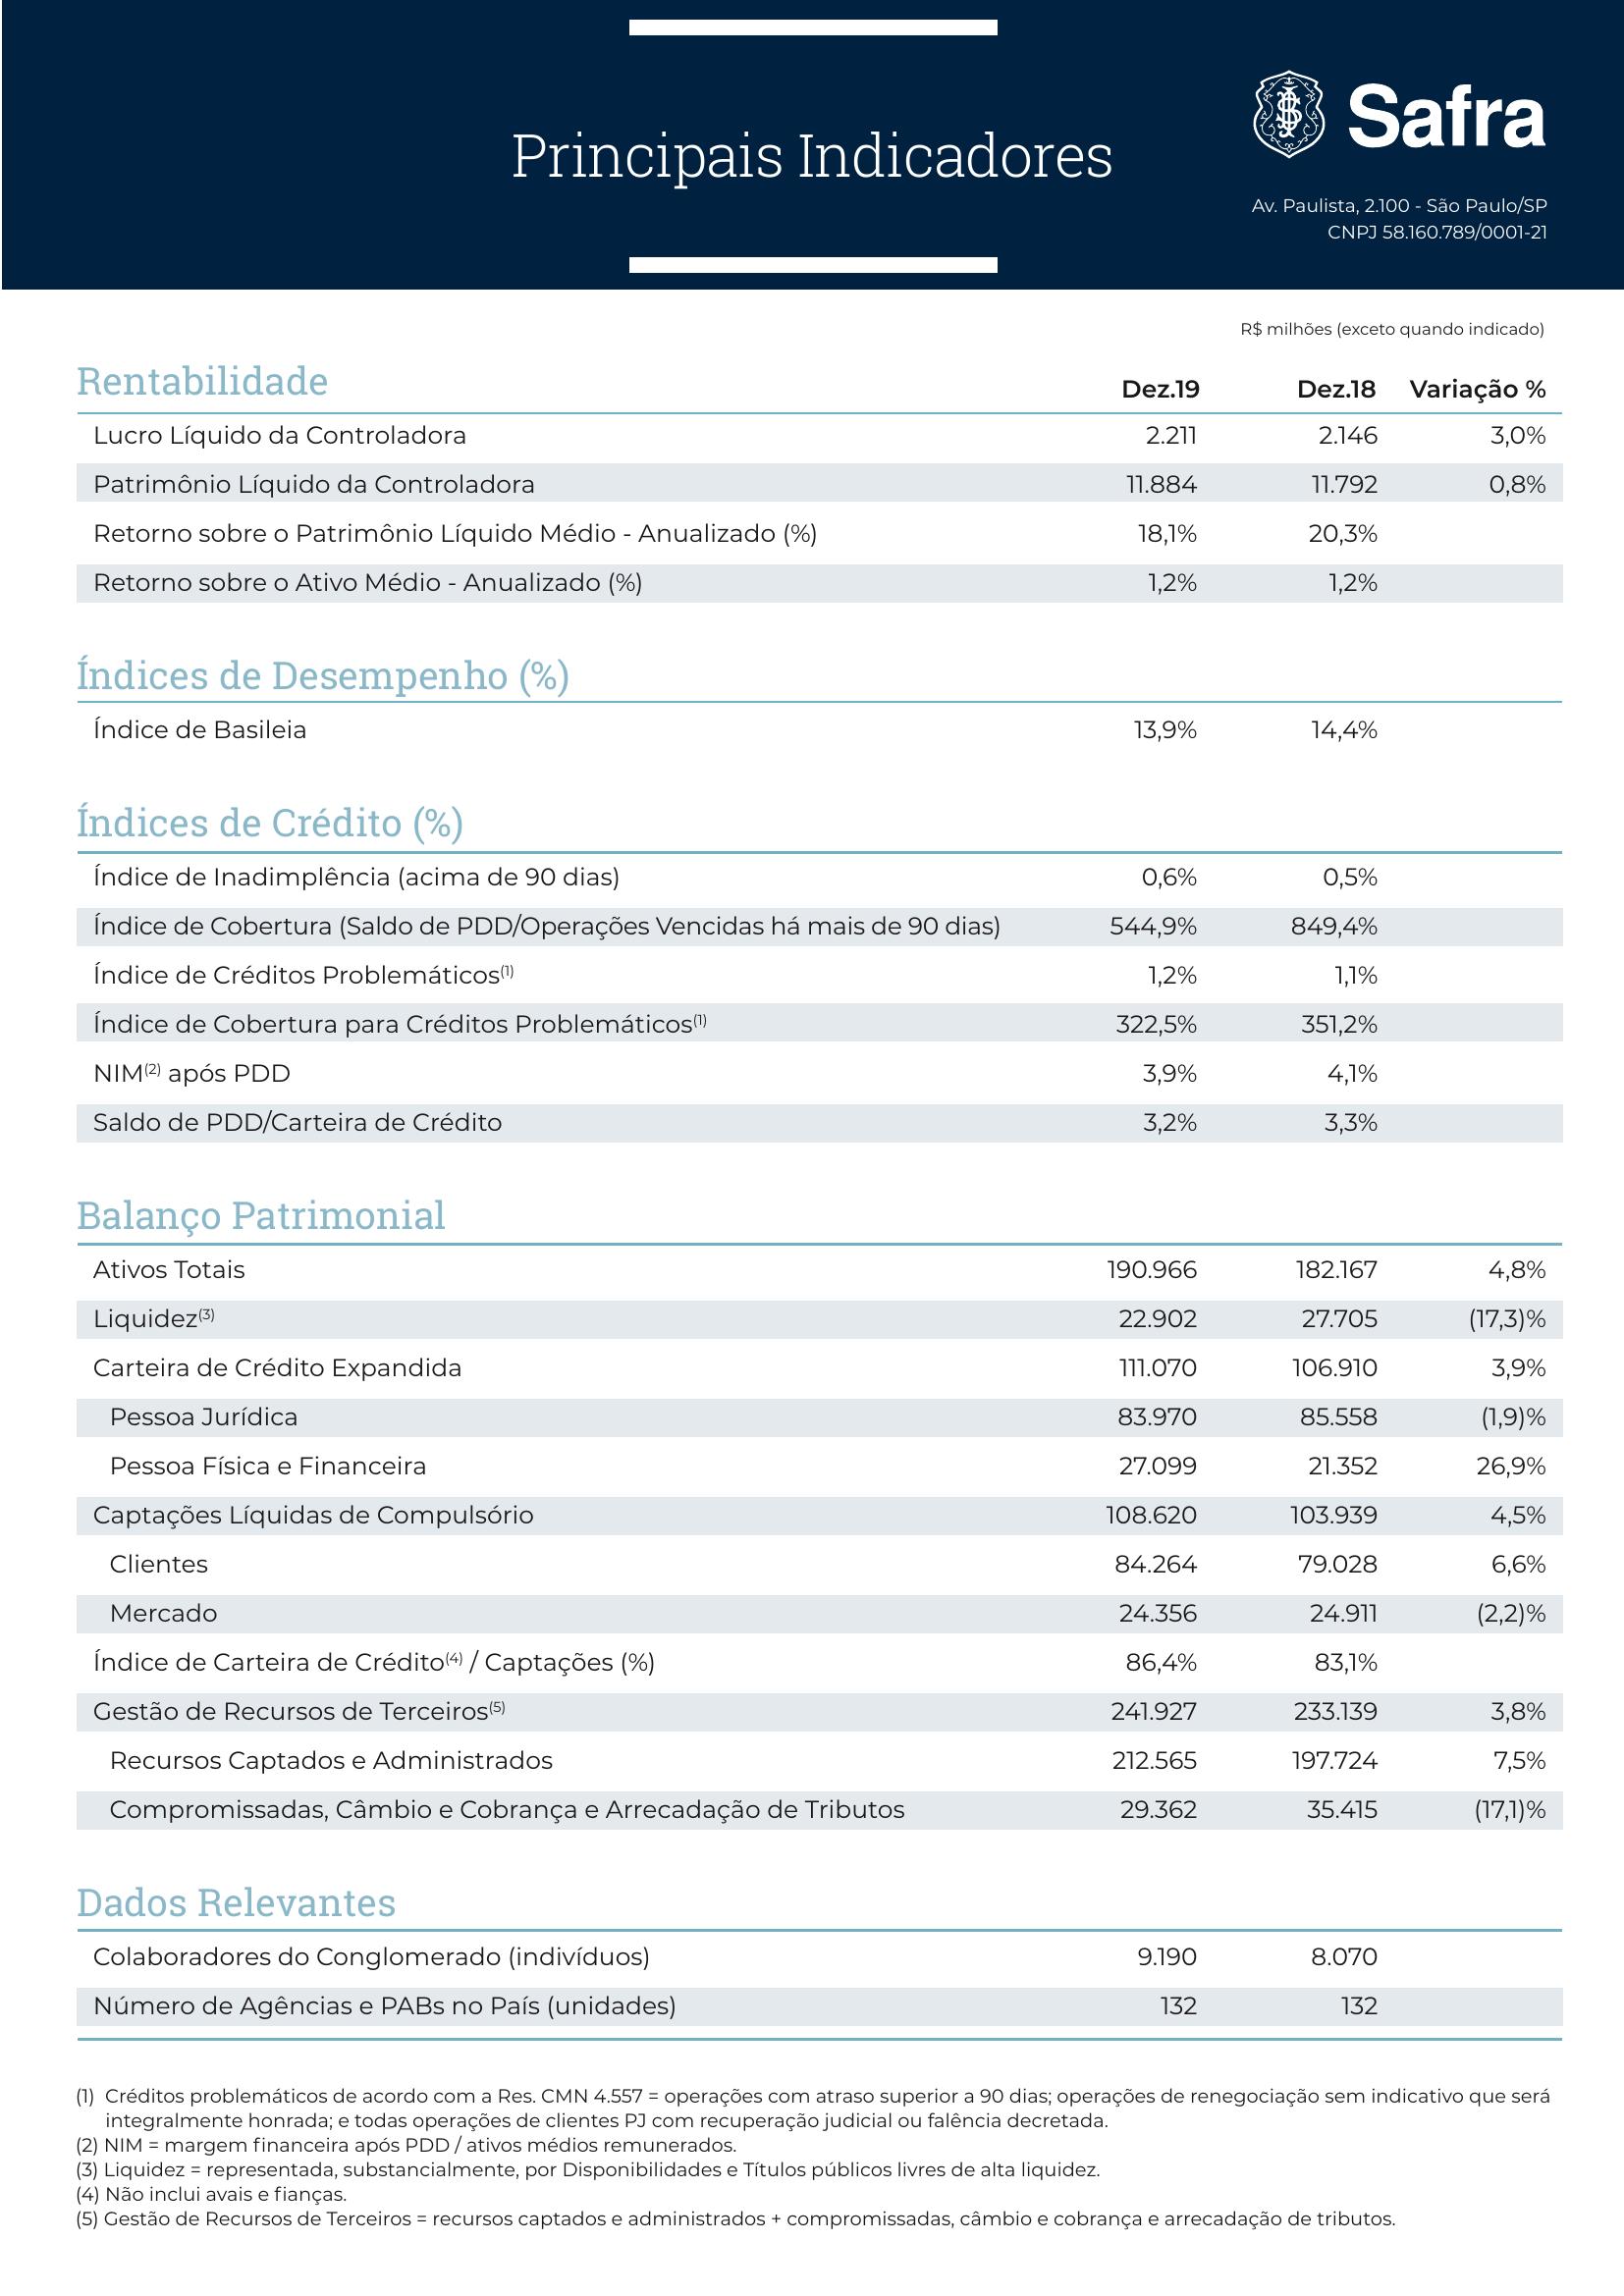 Principais Indicadores
Safra
Av. Paulista, 2.100 - São Paulo/SP
CNPJ 58.160.789/0001-21
R$ milhões (exceto quando indicado)
Rentabilidade Dez.19 Dez.18 Variação %
Lucro Líquido da Controladora 2.211 2.146 3,0%
Patrimônio Líquido da Controladora 11.884 11.792 0,8%
Retorno sobre o Patrimônio Líquido Médio - Anualizado (%) 18,1% 20,3%
Retorno sobre o Ativo Médio - Anualizado (%) 1,2% 1,2%
Índices de Desempenho (%)
Índice de Basileia 13,9% 14,4%
Índices de Crédito (%)
Índice de Inadimplência (acima de 90 dias) 0,6% 0,5%
Índice de Cobertura (Saldo de PDD/Operações Vencidas há mais de 90 dias) 544,9% 849,4%
Índice de Créditos Problemáticos(1) 1,2% 1,1%
Índice de Cobertura para Créditos Problemáticos(1) 322,5% 351,2%
NIM(2) após PDD 3,9% 4,1%
Saldo de PDD/Carteira de Crédito 3,2% 3,3%
Balanço Patrimonial
Ativos Totais 190.966 182.167 4,8%
Liquidez(3) 22.902 27.705 (17,3)%
Carteira de Crédito Expandida 111.070 106.910 3,9%
Pessoa Jurídica 83.970 85.558 (1,9)%
Pessoa Física e Financeira 27.099 21.352 26,9%
Captações Líquidas de Compulsório 108.620 103.939 4,5%
Clientes 84.264 79.028 6,6%
Mercado 24.356 24.911 (2,2)%
Índice de Carteira de Crédito(4) / Captações (%) 86,4% 83,1%
Gestão de Recursos de Terceiros(5) 241.927 233.139 3,8%
Recursos Captados e Administrados 212.565 197.724 7,5%
Compromissadas, Câmbio e Cobrança e Arrecadação de Tributos 29.362 35.415 (17,1)%
Dados Relevantes
Colaboradores do Conglomerado (indivíduos) 9.190 8.070
Número de Agências e PABs no País (unidades) 132 132
(1) Créditos problemáticos de acordo com a Res. CMN 4.557 = operações com atraso superior a 90 dias; operações de renegociação sem indicativo que será
integralmente honrada; e todas operações de clientes PJ com recuperação judicial ou falência decretada.
(2) NIM = margem financeira após PDD / ativos médios remunerados.
(3) Liquidez = representada, substancialmente, por Disponibilidades e Títulos públicos livres de alta liquidez.
(4) Não inclui avais e fianças.
(5) Gestão de Recursos de Terceiros = recursos captados e administrados + compromissadas, câmbio e cobrança e arrecadação de tributos.